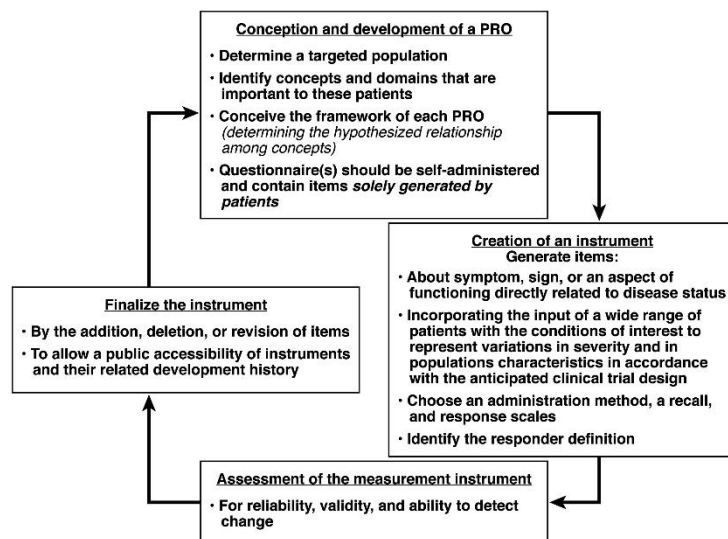 Conception and development of a PRO
· Determine a targeted population
· Identify concepts and domains that are
important to these patients
· Conceive the framework of each PRO
(determining the hypothesized relationship
among concepts)
· Questionnaire(s) should be self-administered
and contain items solely generated by
patients
Creation of an instrument
Generate items:
· About symptom, sign, or an aspect of
functioning directly related to disease status
· Incorporating the input of a wide range of
patients with the conditions of interest to
represent variations in severity and in
populations characteristics in accordance
with the anticipated clinical trial design
· Choose an administration method, a recall,
and response scales
· Identify the responder definition
Assessment of the measurement instrument
· For reliability, validity, and ability to detect
change
Finalize the instrument
· By the addition, deletion, or revision of items
· To allow a public accessibility of instruments
and their related development history